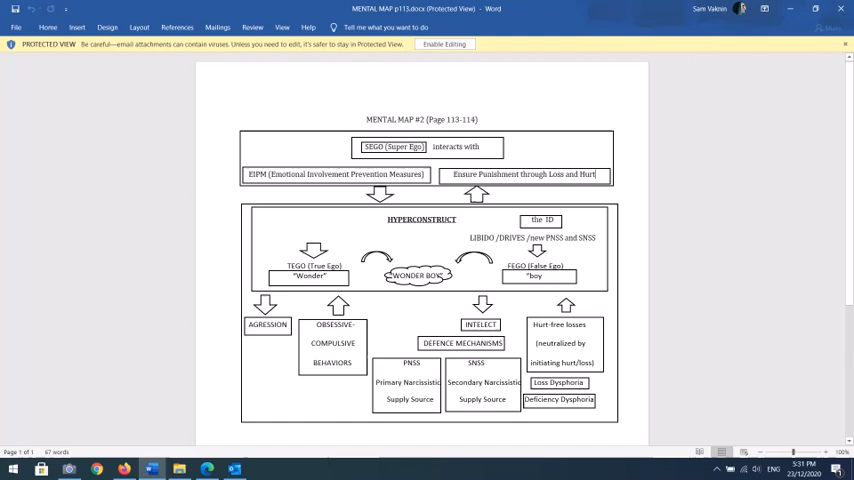 MENTAL MAP p113.docx (Protected View) - Word
Sam Vaknin
File Home Insert Design Layout References Mailings Review View Help Tell me what you want to do
Share
PROTECTED VIEW Be careful—email attachments can contain viruses. Unless you need to edit, it's safer to stay in Protected View. Enable Editing
MENTAL MAP #2 (Page 113-114)
SEGO (Super Ego) interacts with
EIPM (Emotional Involvement Prevention Measures) Ensure Punishment through Loss and Hurt
HYPERCONSTRUCT the ID
LIBIDO /DRIVES /new PNSS and SNSS
TEGO (True Ego) FEGO (False Ego)
"Wonder" "WONDER BOY" "boy
AGRESSION OBSESSIVE- INTELECT Hurt-free losses
COMPULSIVE DEFENCE MECHANISMS (neutralized by
BEHAVIORS PNSS SNSS initiating hurt/loss)
Primary Narcissistic Secondary Narcissistic Loss Dysphoria
Supply Source Supply Source Deficiency Dysphoria
Page 1 of 1 67 words 100%
ENG 5:31 PM
23/12/2020